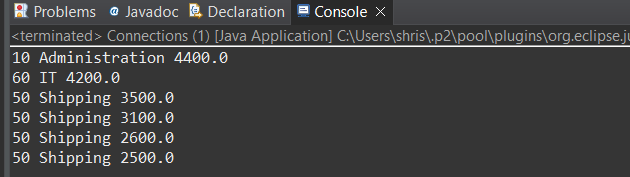 Problems Javadoc Declaration Console
<terminated> Connections (1) [Java Application] C:\Users\shris\.p2\pool\plugins\org.eclipse.ju
10 Administration 4400.0
60 IT 4200.0
50 Shipping 3500.0
50 Shipping 3100.0
50 Shipping 2600.0
50 Shipping 2500.0